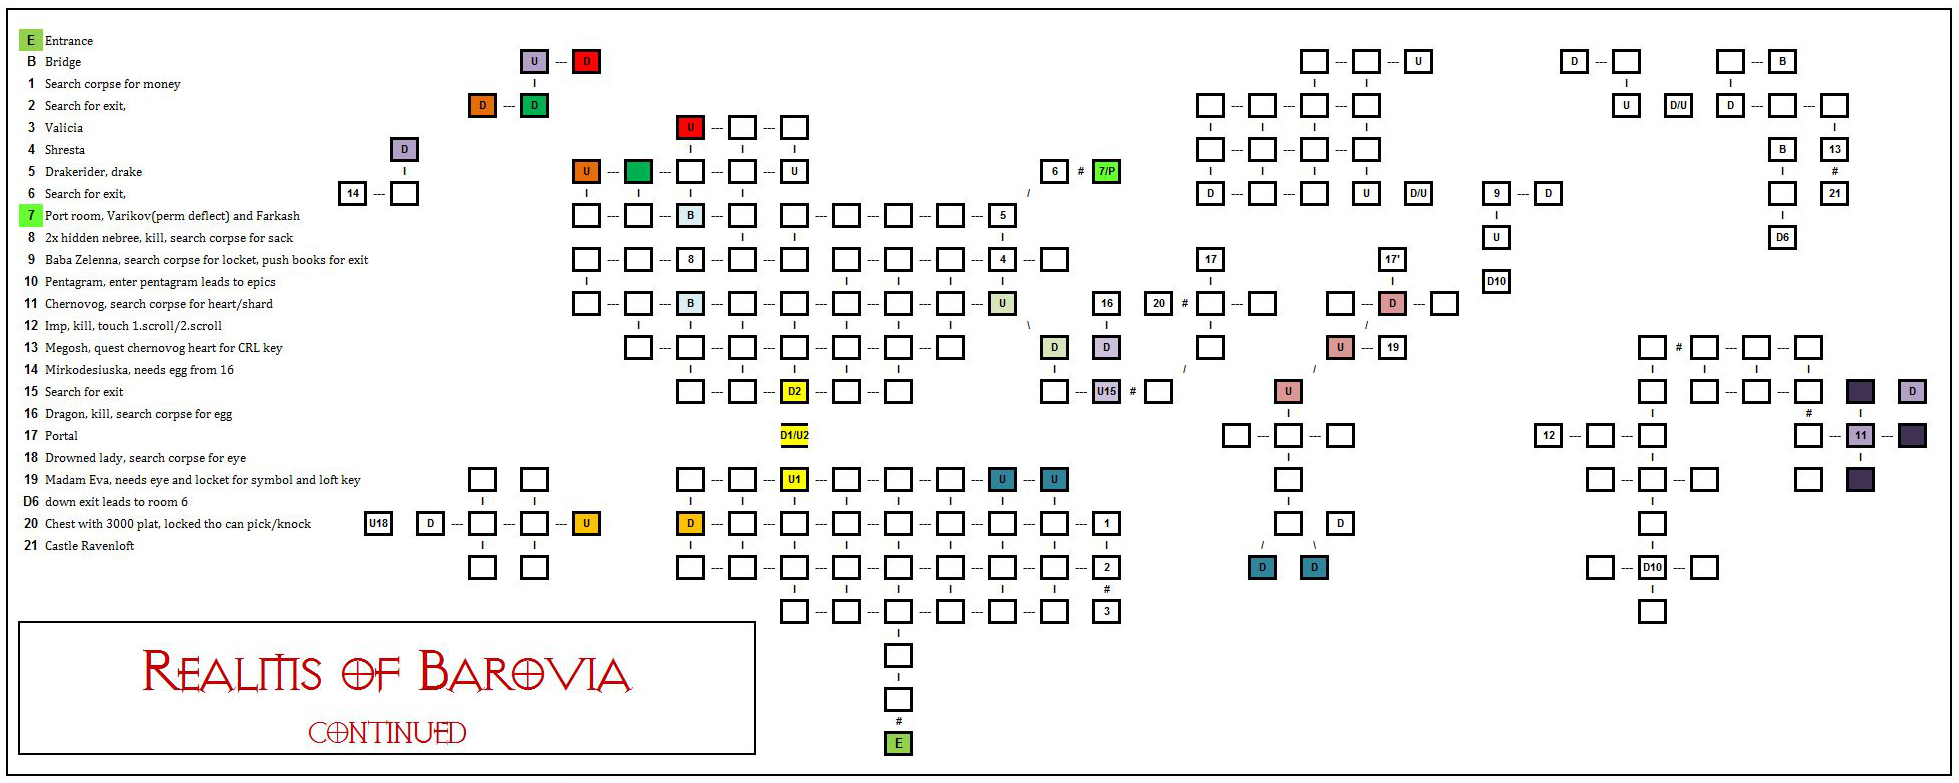 E Entrance
B Bridge
1 Search corpse for money
2 Search for exit,
3 Valicia
4 Shresta
5 Drakerider, drake
6 Search for exit,
7 Port room, Varikov(perm deflect) and Farkash
8 2x hidden nebree, kill, search corpse for sack
9 Baba Zelenna, search corpse for locket, push books for exit
10 Pentagram, enter pentagram leads to epics
11 Chernovog, search corpse for heart/shard
12 Imp, kill, touch 1.scroll/2.scroll
13 Megosh, quest chernovog heart for CRL key
14 Mirkodesiuska, needs egg from 16
15 Search for exit
16 Dragon, kill, search corpse for egg
17 Portal
18 Drowned lady, search corpse for eye
19 Madam Eva, needs eye and locket for symbol and loft key
D6 down exit leads to room 6
20 Chest with 3000 plat, locked tho can pick/knock
21 Castle Ravenloft
U D U D B
D D U D/U D
U
D B 13
U U 6 # 7/P #
14 D U D/U 9 D 21
B 5
U D6
8 4 17 17'
D10
B U 16 20 # D
D D U 19 #
D2 U15 # U D
#
D1/U2 12 11
U1 U U
U18 D U D 1 D
2 D D D10
#
3
#
E
REALMS OF BAROVIA
CONTINUED